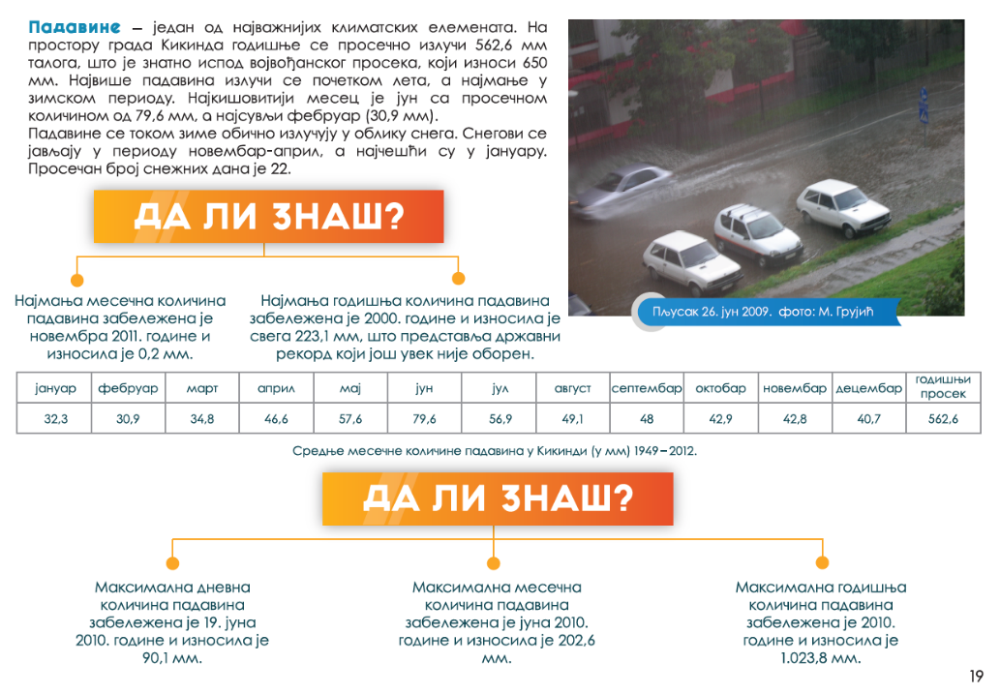 Падавине – један од најважнијих климатских елемената. На
простору града Кикинда годишње се просечно излучи 562,6 мм
талога, што је знатно испод војвођанског просека, који износи 650
мм. Највише падавина излучи се почетком лета, а најмање у
зимском периоду. Најкишовитији месец је јун са просечном
количином од 79,6 мм, а најсувљи фебруар (30,9 мм).
Падавине се током зиме обично излучују у облику снега. Снегови се
јављају у периоду новембар-април, а најчешћи су у јануару.
Просечан број снежних дана је 22.
Пљусак 26. јун 2009. фото: М. Грујић
ДА ЛИ ЗНАШ?
Најмања месечна количина
падавина забележена је
новембра 2011. године и
износила је 0,2 мм.
Најмања годишња количина падавина
забележена је 2000. године и износила је
свега 223,1 мм, што представља државни
рекорд који још увек није оборен.
јануар фебруар март април мај јун јул август септембар октобар новембар децембар годишњи
просек
32,3 30,9 34,8 46,6 57,6 79,6 56,9 49,1 48 42,9 42,8 40,7 562,6
Средње месечне количине падавина у Кикинди (у мм) 1949 – 2012.
ДА ЛИ ЗНАШ?
Максимална дневна
количина падавина
забележена је 19. јуна
2010. године и износила је
90,1 мм.
Максимална месечна
количина падавина
забележена је јуна 2010.
године и износила је 202,6
мм.
Максимална годишња
количина падавина
забележена је 2010.
године и износила је
1.023,8 мм.
19